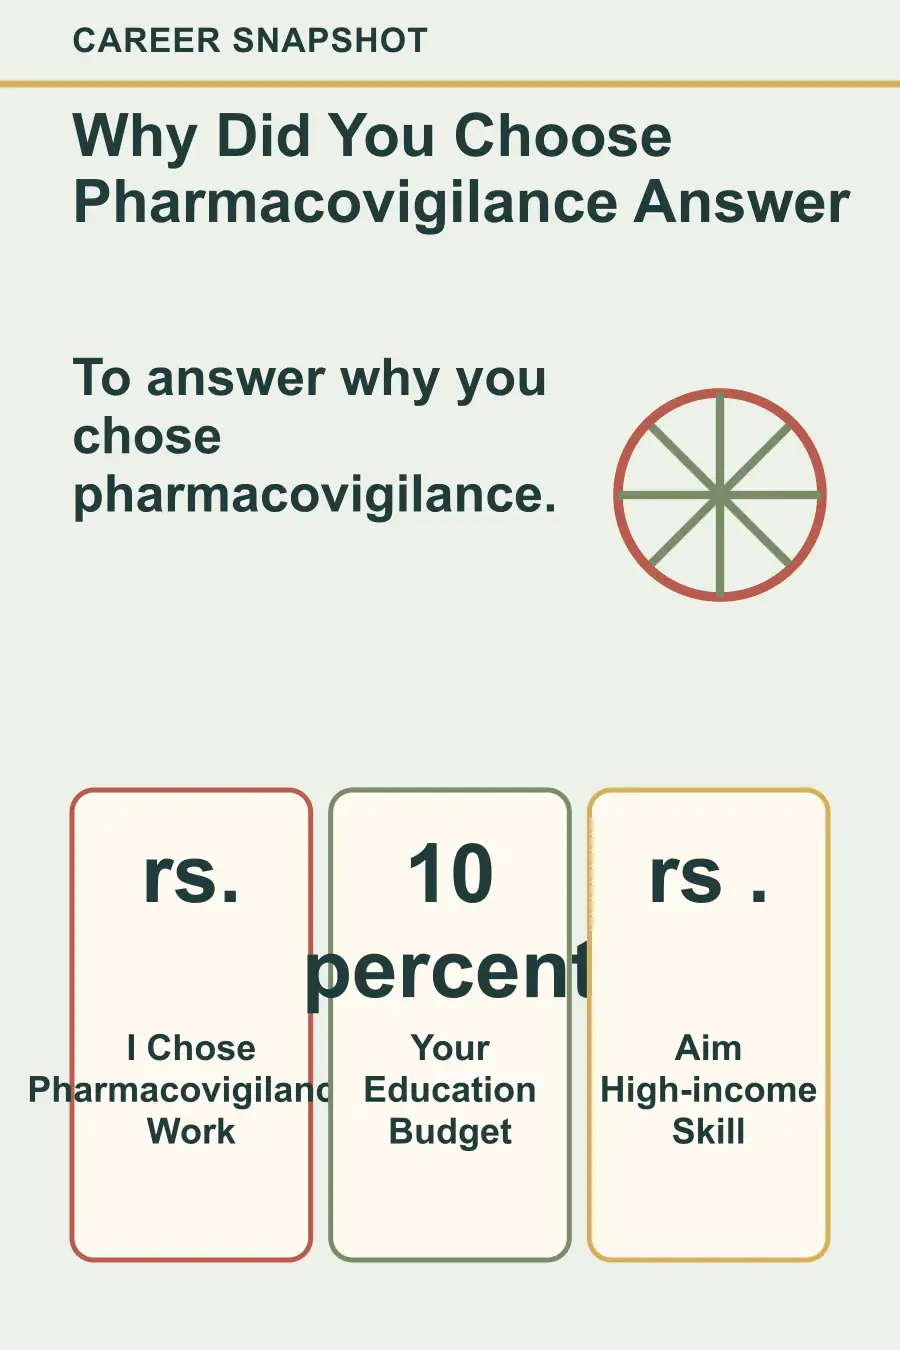 CAREER SNAPSHOT
Why Did You Choose
Pharmacovigilance Answer
To answer why you
chose
pharmacovigilance.
rs.
I Chose
Pharmacovigilanc
Work
10
percent
Your
Education
Budget
rs .
Aim
High-income
Skill